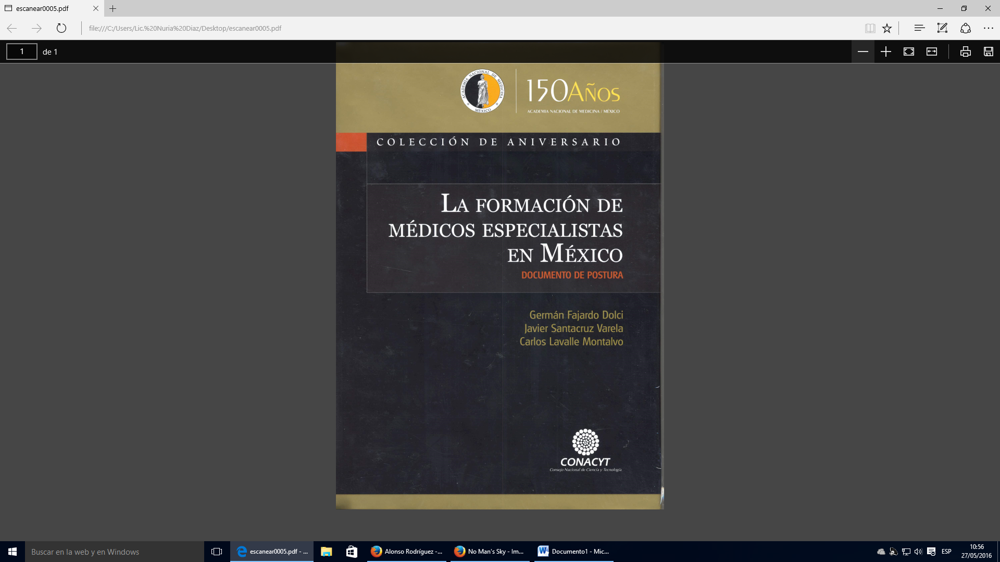 escanear0005.pdf
file:///C:/Users/Lic.%20Nuria%20Diaz/Desktop/escanear0005.pdf
1 de 1
ACADEMIA NACIONAL DE MEDICINA
MÉXICO
150 AÑOS
ACADEMIA NACIONAL DE MEDICINA / MÉXICO
COLECCIÓN DE ANIVERSARIO
LA FORMACIÓN DE
MÉDICOS ESPECIALISTAS
EN MÉXICO
DOCUMENTO DE POSTURA
Germán Fajardo Dolci
Javier Santacruz Varela
Carlos Lavalle Montalvo
CONACYT
Consejo Nacional de Ciencia y Tecnología
Buscar en la web y en Windows
escanear0005.pdf - ...
Alonso Rodríguez -...
No Man's Sky - Im...
Documento1 - Mic...
ESP
10:56
27/05/2016